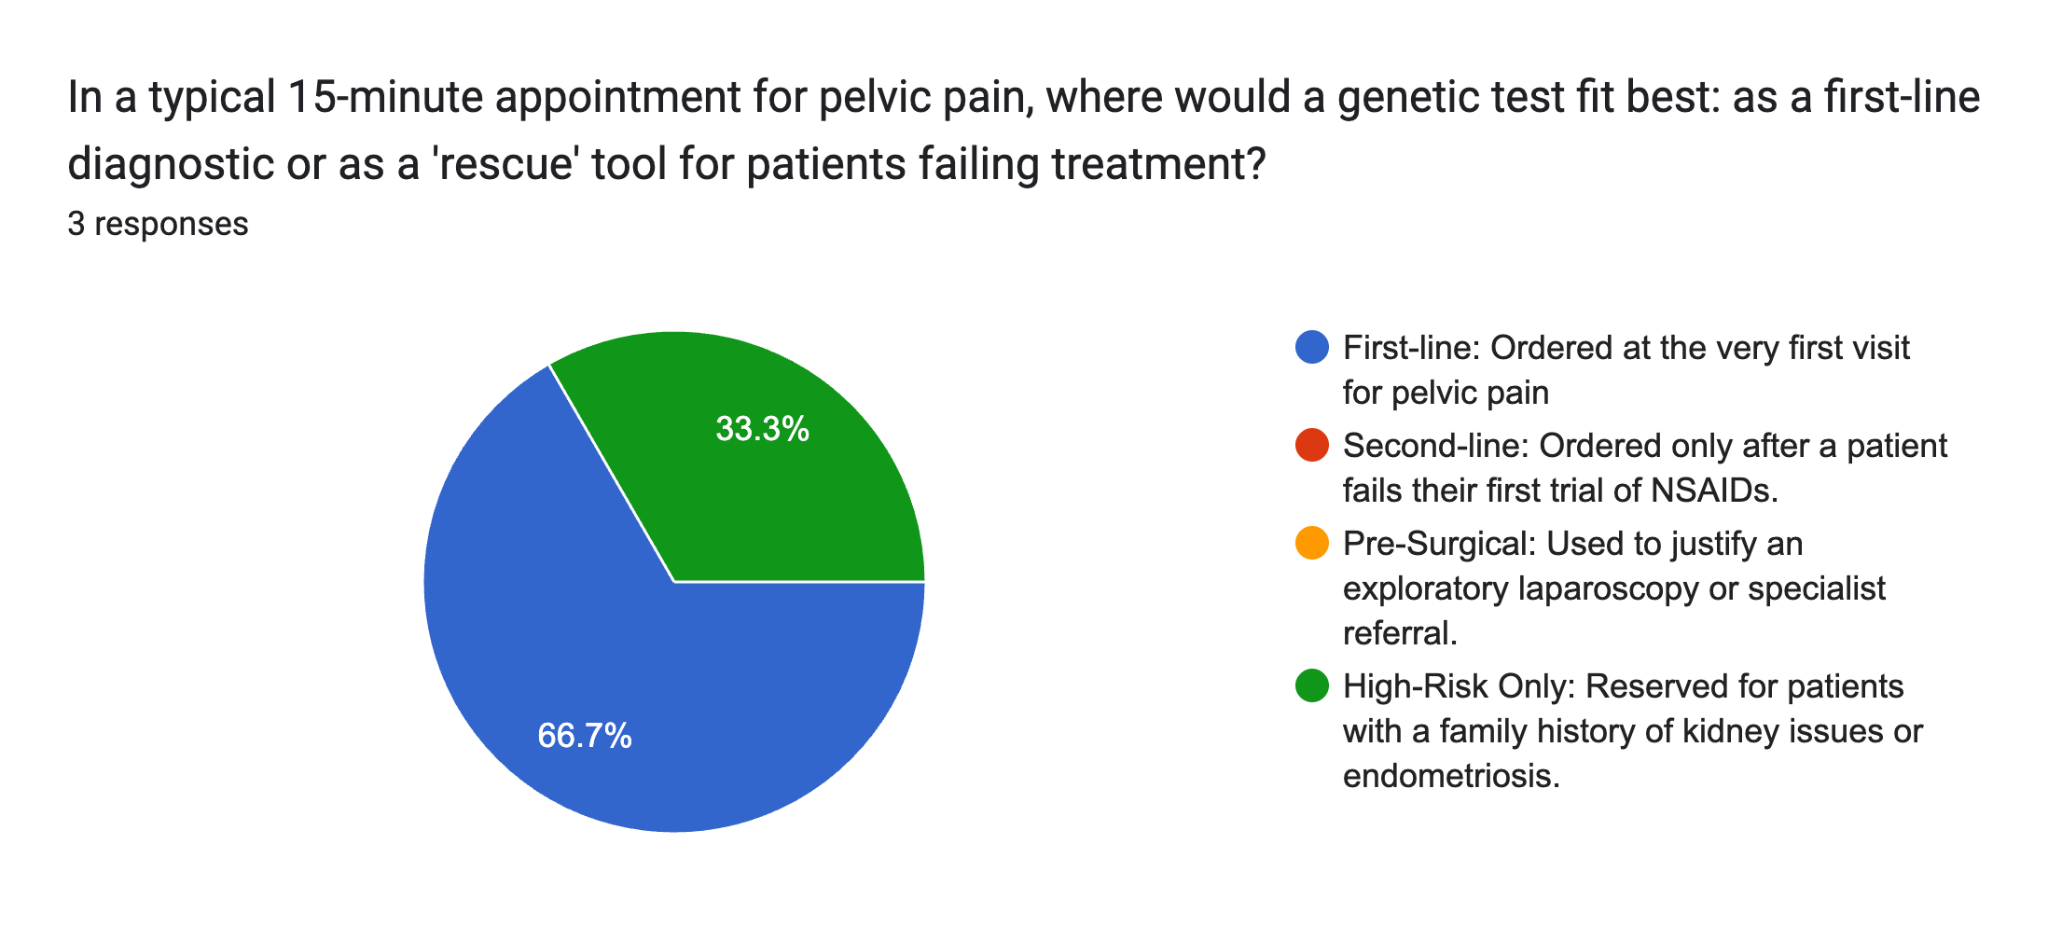 In a typical 15-minute appointment for pelvic pain, where would a genetic test fit best: as a first-line
diagnostic or as a 'rescue' tool for patients failing treatment?
3 responses
33.3%
66.7%
First-line: Ordered at the very first visit
for pelvic pain
Second-line: Ordered only after a patient
fails their first trial of NSAIDs.
Pre-Surgical: Used to justify an
exploratory laparoscopy or specialist
referral.
High-Risk Only: Reserved for patients
with a family history of kidney issues or
endometriosis.